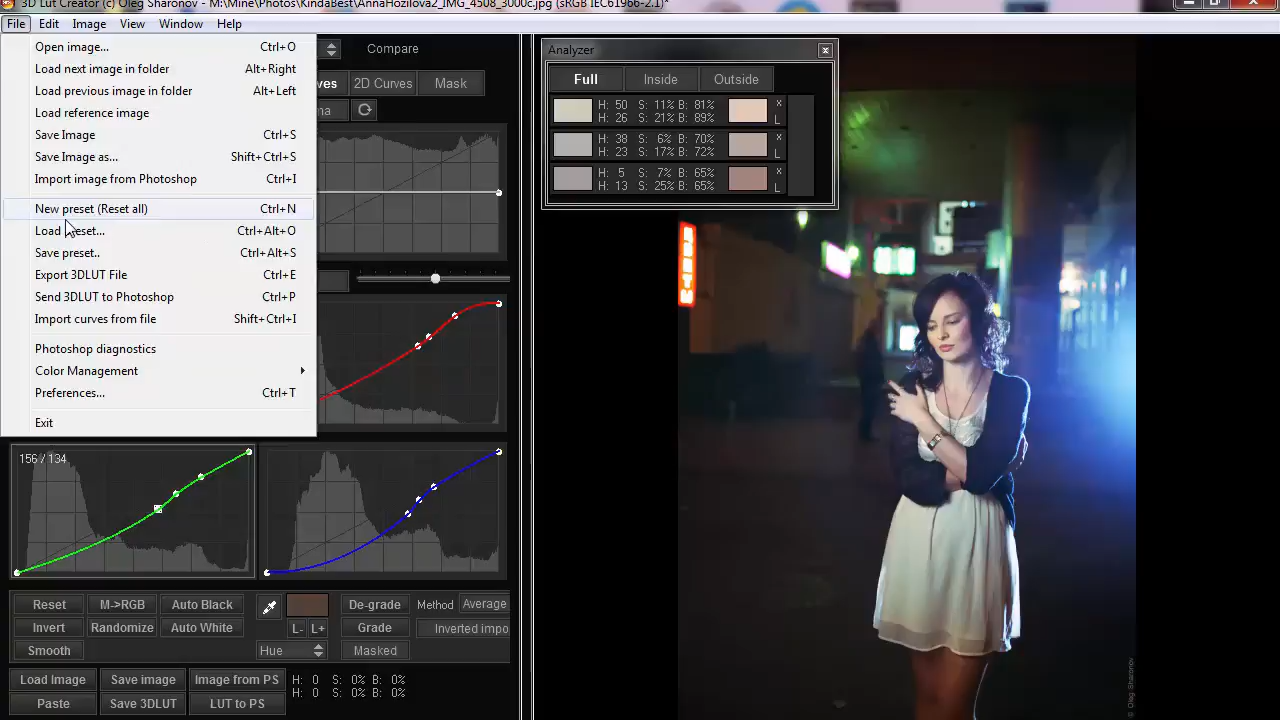 3D Lut Creator (c) Oleg Sharonov - M:\Mine\Photos\KindaBest\AnnaHozilova2_IMG_4508_3000c.jpg (sRGB IEC61966-2.1)*
File Edit Image View Window Help
Open image... Ctrl+O
Load next image in folder Alt+Right
Load previous image in folder Alt+Left
Load reference image
Save Image Ctrl+S
Save Image as... Shift+Ctrl+S
Import image from Photoshop Ctrl+I
New preset (Reset all) Ctrl+N
Load preset... Ctrl+Alt+O
Save preset.. Ctrl+Alt+S
Export 3DLUT File Ctrl+E
Send 3DLUT to Photoshop Ctrl+P
Import curves from file Shift+Ctrl+I
Photoshop diagnostics
Color Management
Preferences... Ctrl+T
Exit
Compare
ves 2D Curves Mask
na
Analyzer
Full Inside Outside
H: 50 S: 11% B: 81% x
H: 26 S: 21% B: 89% L
H: 38 S: 6% B: 70% x
H: 23 S: 17% B: 72% L
H: 5 S: 7% B: 65% x
H: 13 S: 25% B: 65% L
156 / 134
Reset M->RGB Auto Black De-grade Method Average
Invert Randomize Auto White L- L+ Grade Inverted impo
Smooth Hue Masked
Load Image Save image Image from PS H: 0 S: 0% B: 0%
Paste Save 3DLUT LUT to PS H: 0 S: 0% B: 0%
© Oleg Sharonov